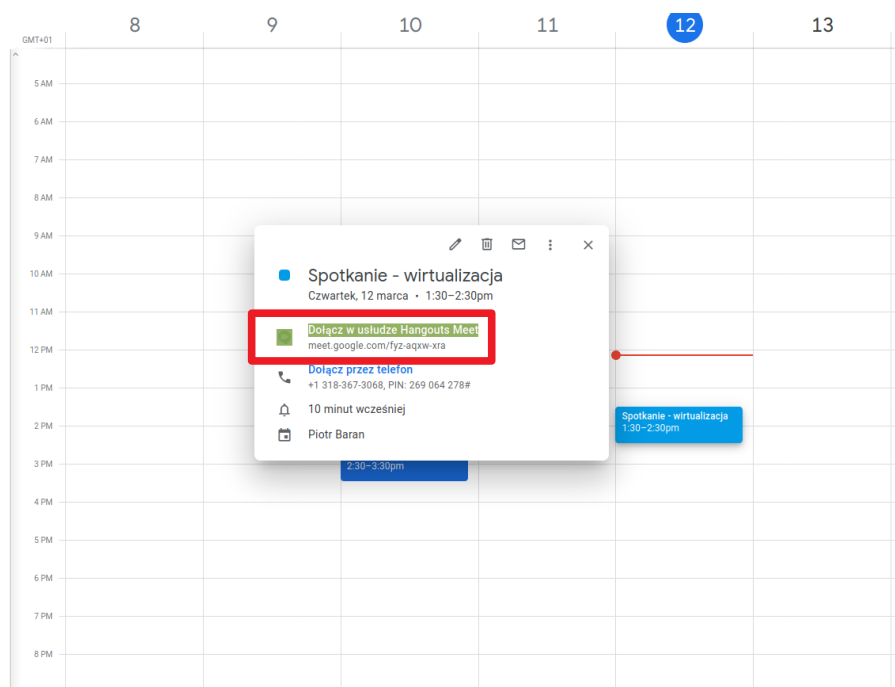 8 9 10 11 12 13
GMT+01
5 AM
6 AM
7 AM
8 AM
9 AM
10 AM
11 AM
12 PM
1 PM
2 PM
3 PM
4 PM
5 PM
6 PM
7 PM
8 PM
Spotkanie - wirtualizacja
Czwartek, 12 marca • 1:30–2:30pm
Dołącz w usłudze Hangouts Meet
meet.google.com/fyz-aqxw-xra
Dołącz przez telefon
+1 318-367-3068, PIN: 269 064 278#
10 minut wcześniej
Piotr Baran
2:30–3:30pm
Spotkanie - wirtualizacja
1:30–2:30pm